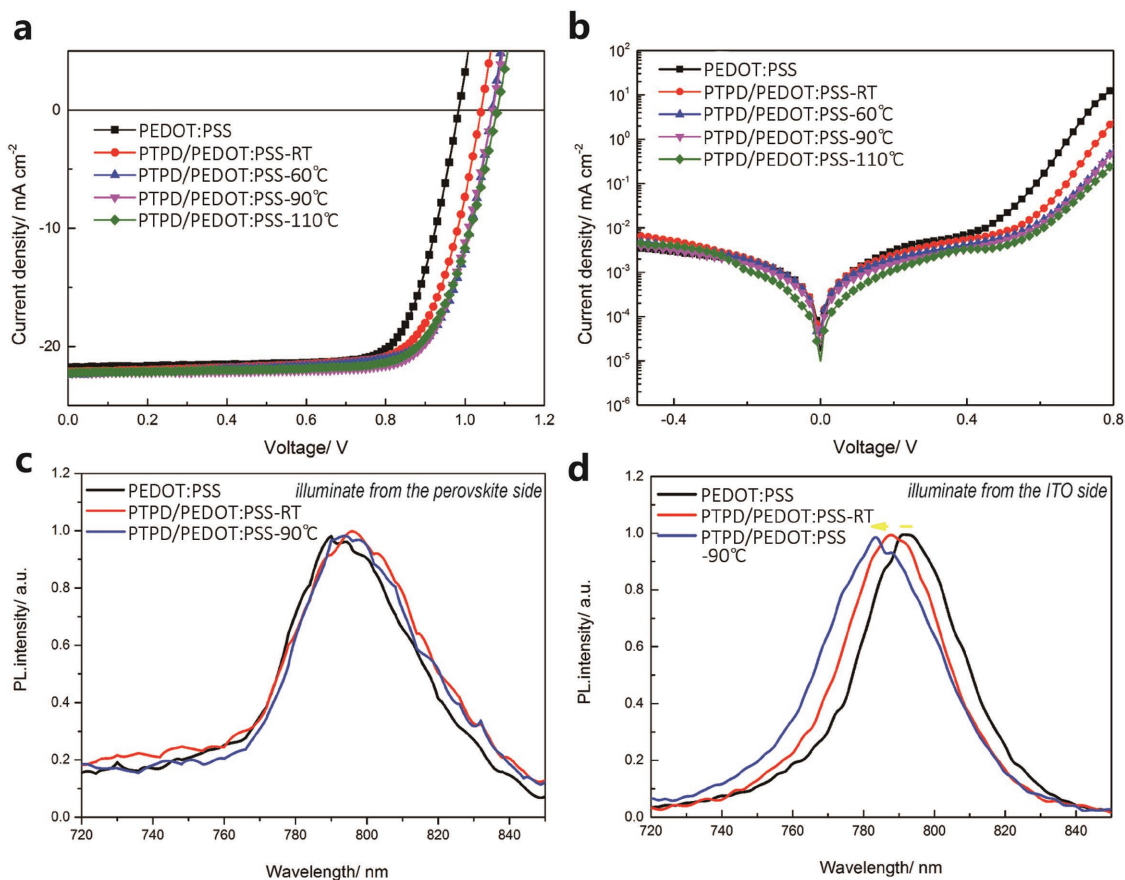 a
Current density/ mA cm-2
0
-10
-20
PEDOT:PSS
PTPD/PEDOT:PSS-RT
PTPD/PEDOT:PSS-60℃
PTPD/PEDOT:PSS-90℃
PTPD/PEDOT:PSS-110℃
0.0 0.2 0.4 0.6 0.8 1.0 1.2
Voltage/ V
b
Current density/ mA cm-2
10²
10¹
10⁰
10⁻¹
10⁻²
10⁻³
10⁻⁴
10⁻⁵
10⁻⁶
PEDOT:PSS
PTPD/PEDOT:PSS-RT
PTPD/PEDOT:PSS-60℃
PTPD/PEDOT:PSS-90℃
PTPD/PEDOT:PSS-110℃
-0.4 0.0 0.4 0.8
Voltage/ V
c
PL.intensity/ a.u.
1.2
1.0
0.8
0.6
0.4
0.2
0.0
PEDOT:PSS
illuminate from the perovskite side
PTPD/PEDOT:PSS-RT
PTPD/PEDOT:PSS-90℃
720 740 760 780 800 820 840
Wavelength/ nm
d
PL.intensity/ a.u.
1.2
1.0
0.8
0.6
0.4
0.2
0.0
PEDOT:PSS
illuminate from the ITO side
PTPD/PEDOT:PSS-RT
PTPD/PEDOT:PSS
-90℃
720 740 760 780 800 820 840
Wavelength/ nm